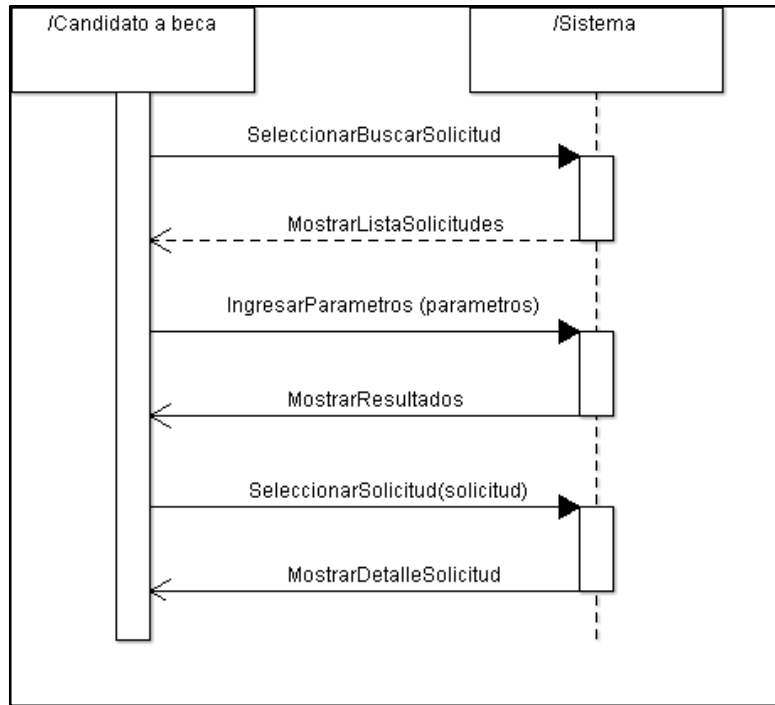 /Candidato a beca
/Sistema
SeleccionarBuscarSolicitud
MostrarListaSolicitudes
IngresarParametros (parametros)
MostrarResultados
SeleccionarSolicitud(solicitud)
MostrarDetalleSolicitud